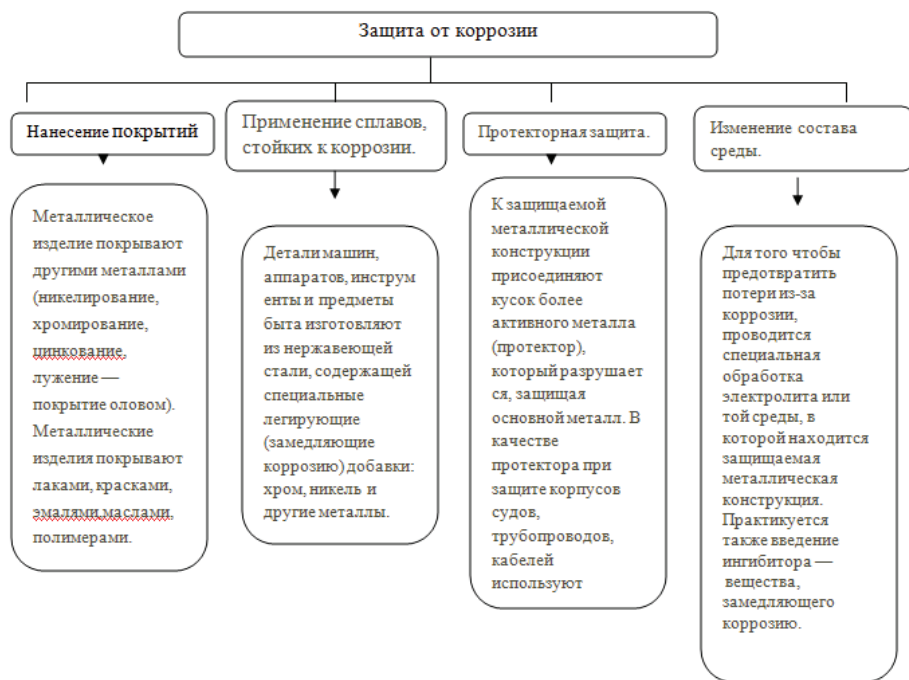 Защита от коррозии
Нанесение покрытий
Применение сплавов,
стойких к коррозии.
Протекторная защита.
Изменение состава
среды.
Металлическое
изделие покрывают
другими металлами
(никелирование,
хромирование,
цинкование,
лужение —
покрытие оловом).
Металлические
изделия покрывают
лаками, красками,
эмалями,маслами,
полимерами.
Детали машин,
аппаратов, инструм
енты и предметы
быта изготовляют
из нержавеющей
стали, содержащей
специальные
легирующие
(замедляющие
коррозию) добавки:
хром, никель и
другие металлы.
К защищаемой
металлической
конструкции
присоединяют
кусок более
активного металла
(протектор),
который разрушает
ся, защищая
основной металл. В
качестве
протектора при
защите корпусов
судов,
трубопроводов,
кабелей
используют
Для того чтобы
предотвратить
потери из-за
коррозии,
проводится
специальная
обработка
электролита или
той среды, в
которой находится
защищаемая
металлическая
конструкция.
Практикуется
также введение
ингибитора —
вещества,
замедляющего
коррозию.